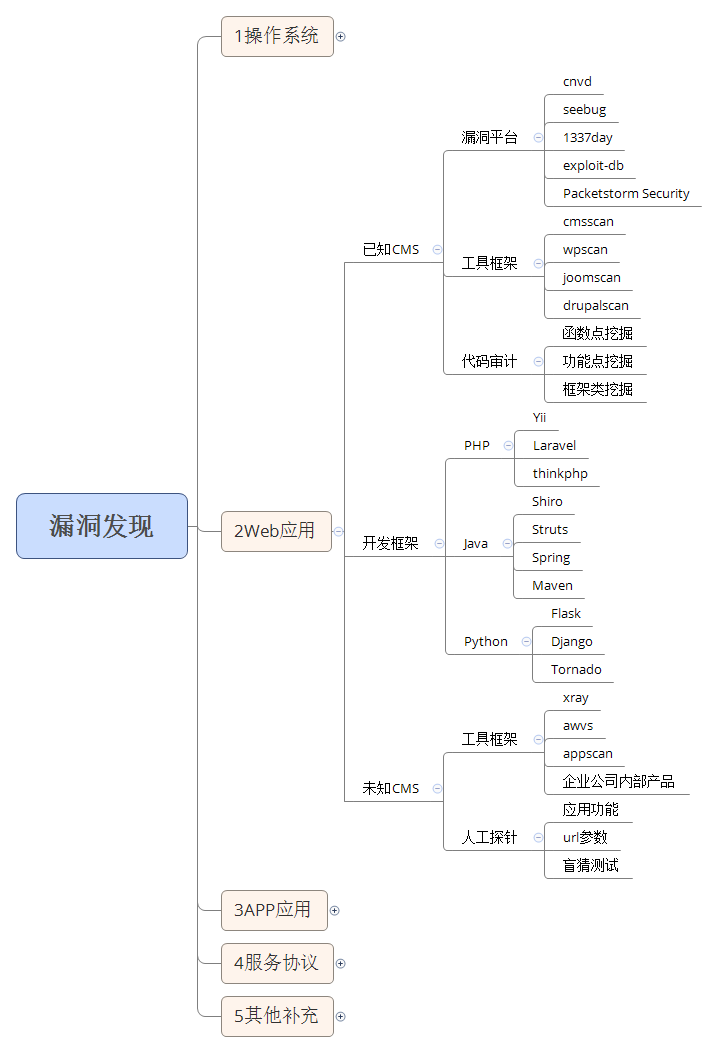 漏洞发现
1操作系统
2Web应用
已知CMS
漏洞平台
cnvd
seebug
1337day
exploit-db
Packetstorm Security
工具框架
cmsscan
wpscan
joomscan
drupalscan
代码审计
函数点挖掘
功能点挖掘
框架类挖掘
开发框架
PHP
Yii
Laravel
thinkphp
Java
Shiro
Struts
Spring
Maven
Python
Flask
Django
Tornado
未知CMS
工具框架
xray
awvs
appscan
企业公司内部产品
人工探针
应用功能
url参数
盲猜测试
3APP应用
4服务协议
5其他补充